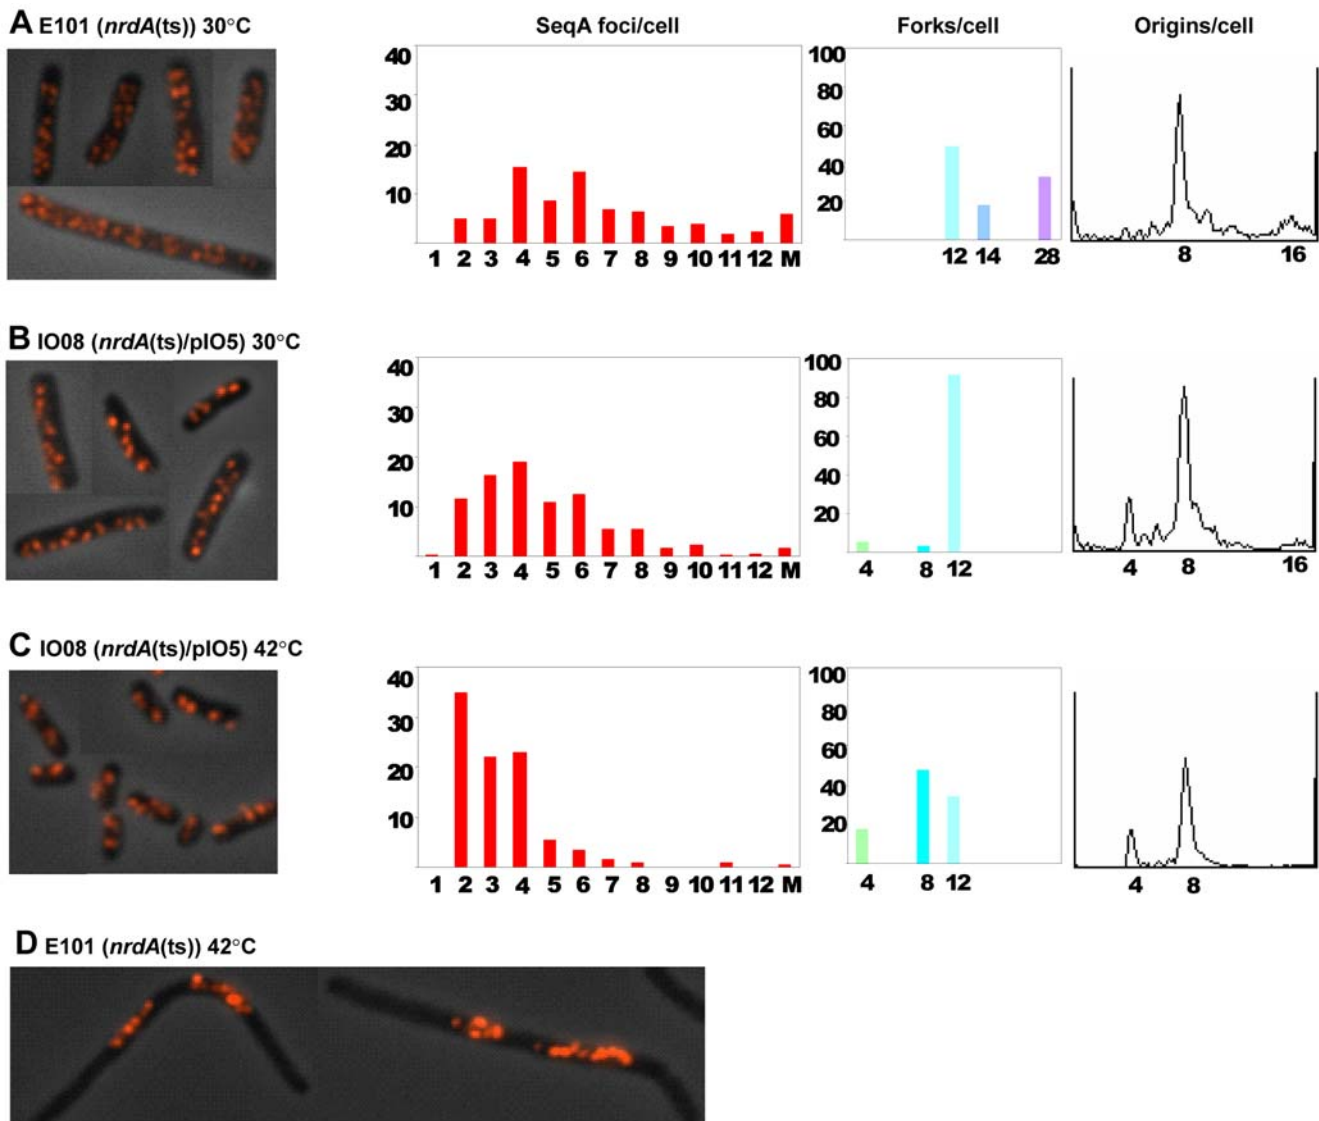 A E101 (nrdA(ts)) 30°C
SeqA foci/cell
Forks/cell
Origins/cell
40
30
20
10
1 2 3 4 5 6 7 8 9 10 11 12 M
100
80
60
40
20
12 14 28
8 16
B IO08 (nrdA(ts)/pIO5) 30°C
40
30
20
10
1 2 3 4 5 6 7 8 9 10 11 12 M
100
80
60
40
20
4 8 12
4 8 16
C IO08 (nrdA(ts)/pIO5) 42°C
40
30
20
10
1 2 3 4 5 6 7 8 9 10 11 12 M
100
80
60
40
20
4 8 12
4 8
D E101 (nrdA(ts)) 42°C